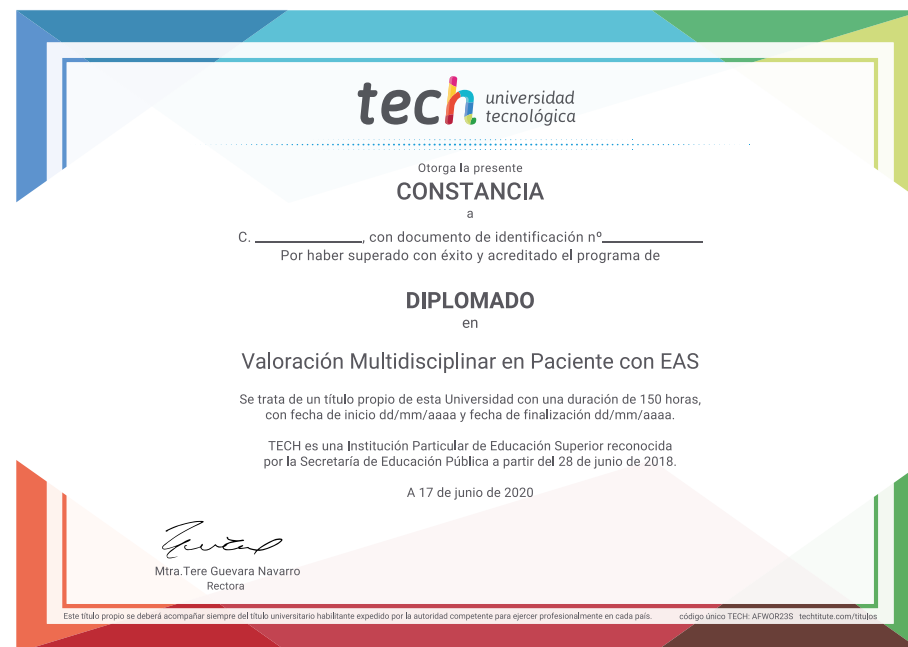 tech universidad
tecnológica
Otorga la presente
CONSTANCIA
a
C. ____________, con documento de identificación nº____________
Por haber superado con éxito y acreditado el programa de
DIPLOMADO
en
Valoración Multidisciplinar en Paciente con EAS
Se trata de un título propio de esta Universidad con una duración de 150 horas,
con fecha de inicio dd/mm/aaaa y fecha de finalización dd/mm/aaaa.
TECH es una Institución Particular de Educación Superior reconocida
por la Secretaría de Educación Pública a partir del 28 de junio de 2018.
A 17 de junio de 2020
Mtra.Tere Guevara Navarro
Rectora
Este título propio se deberá acompañar siempre del título universitario habilitante expedido por la autoridad competente para ejercer profesionalmente en cada país. código único TECH: AFWOR23S techtitute.com/titulos